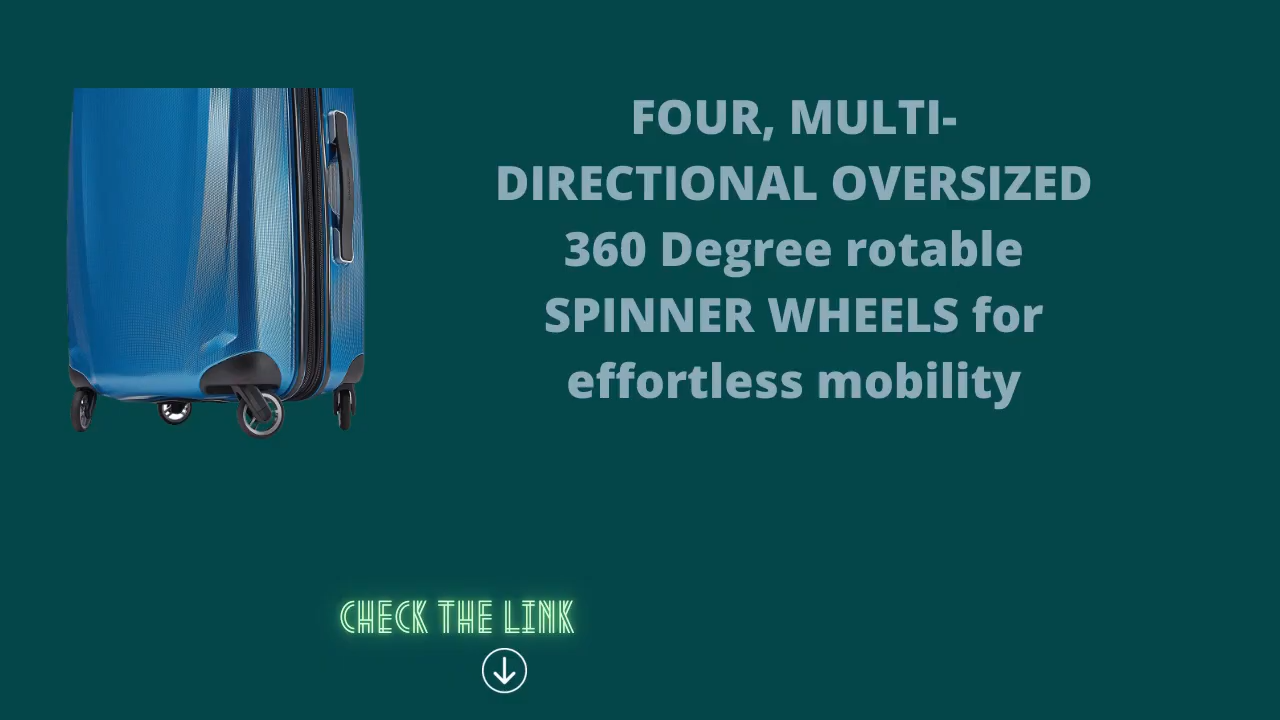 FOUR, MULTI-
DIRECTIONAL OVERSIZED
360 Degree rotable
SPINNER WHEELS for
effortless mobility
CHECK THE LINK